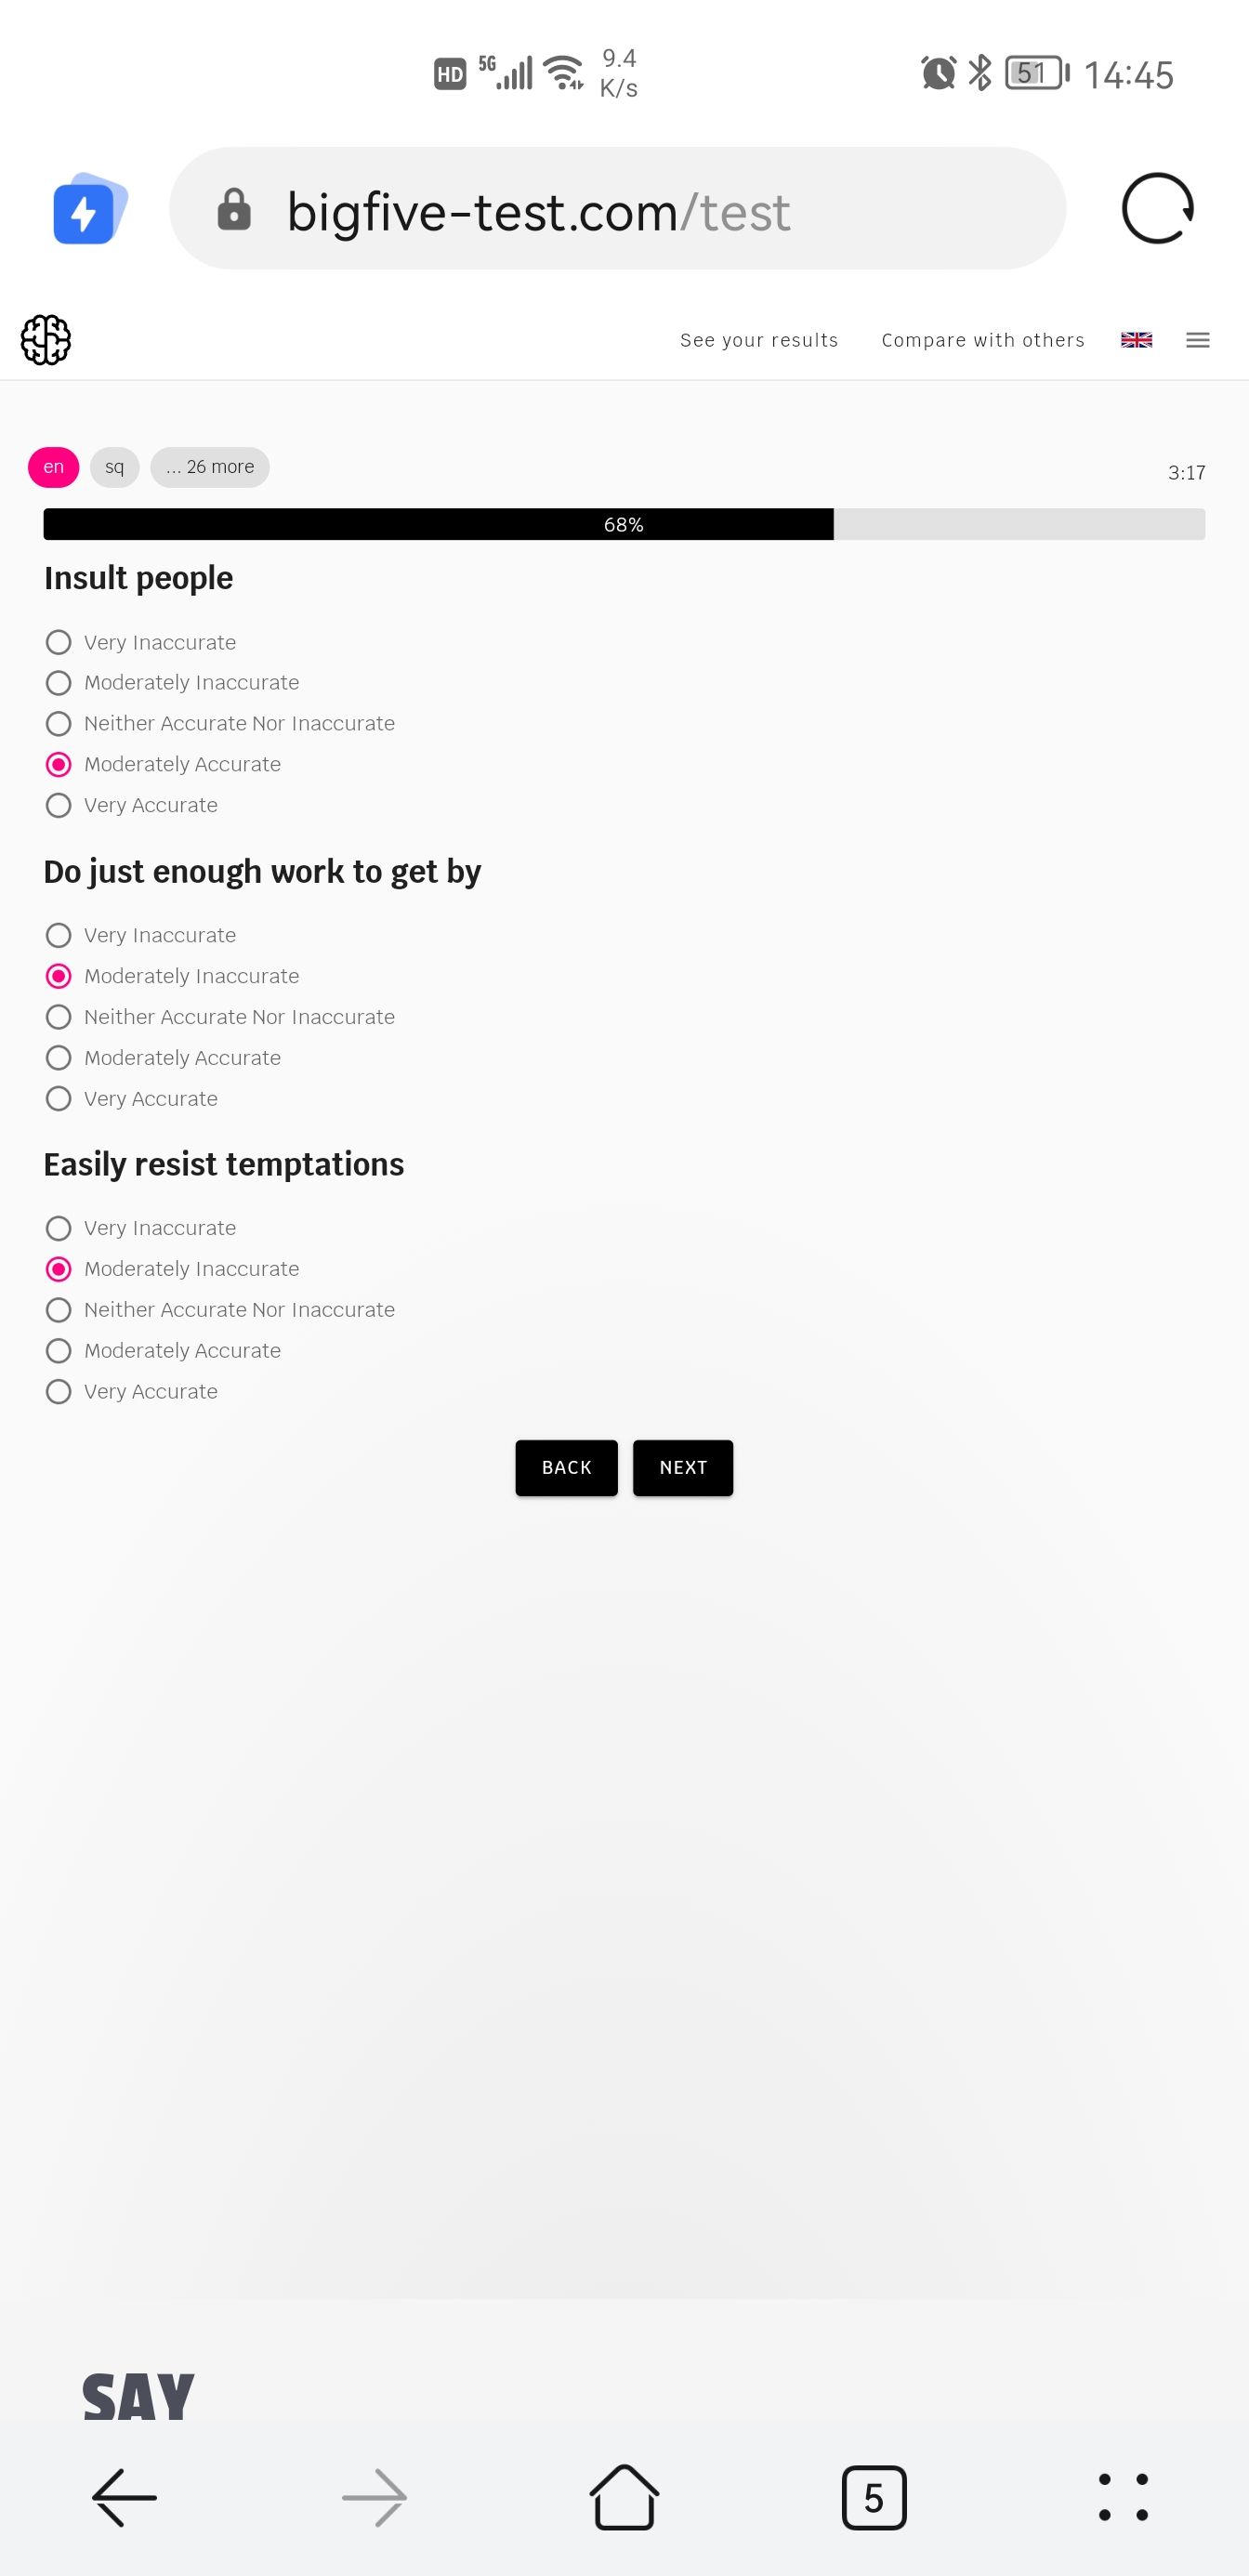 HD 5G 9.4 K/s 51 14:45
bigfive-test.com/test
See your results Compare with others
en sq ... 26 more 3:17
68%
Insult people
Very Inaccurate
Moderately Inaccurate
Neither Accurate Nor Inaccurate
Moderately Accurate
Very Accurate
Do just enough work to get by
Very Inaccurate
Moderately Inaccurate
Neither Accurate Nor Inaccurate
Moderately Accurate
Very Accurate
Easily resist temptations
Very Inaccurate
Moderately Inaccurate
Neither Accurate Nor Inaccurate
Moderately Accurate
Very Accurate
BACK NEXT
SAY
5